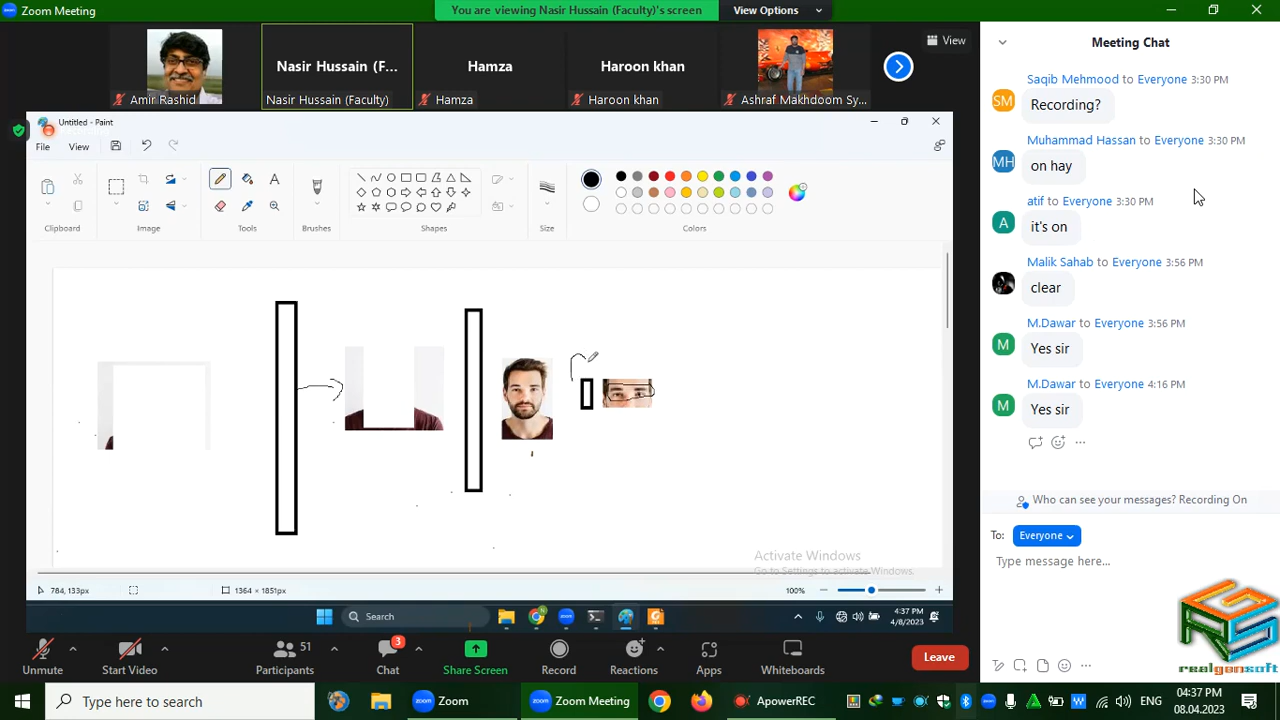 Zoom Meeting
You are viewing Nasir Hussain (Faculty)'s screen
View Options
Nasir Hussain (F...
Hamza
Haroon khan
View
Amir Rashid
Nasir Hussain (Faculty)
Hamza
Haroon khan
Ashraf Makhdoom Sy...
Untitled - Paint
File
View
Clipboard
Image
Tools
Brushes
Shapes
Size
Colors
Activate Windows
Go to Settings to activate Windows.
784, 133px
1364 × 1851px
100%
Search
4:37 PM
4/8/2023
Meeting Chat
Saqib Mehmood to Everyone 3:30 PM
SM
Recording?
Muhammad Hassan to Everyone 3:30 PM
MH
on hay
atif to Everyone 3:30 PM
A
it's on
Malik Sahab to Everyone 3:56 PM
clear
M.Dawar to Everyone 3:56 PM
M
Yes sir
M.Dawar to Everyone 4:16 PM
M
Yes sir
Who can see your messages? Recording On
To: Everyone
Type message here...
realgunsoft
Unmute
Start Video
51
Participants
3
Chat
Share Screen
Record
Reactions
Apps
Whiteboards
Leave
Type here to search
Zoom
Zoom Meeting
ApowerREC
ENG
04:37 PM
08.04.2023